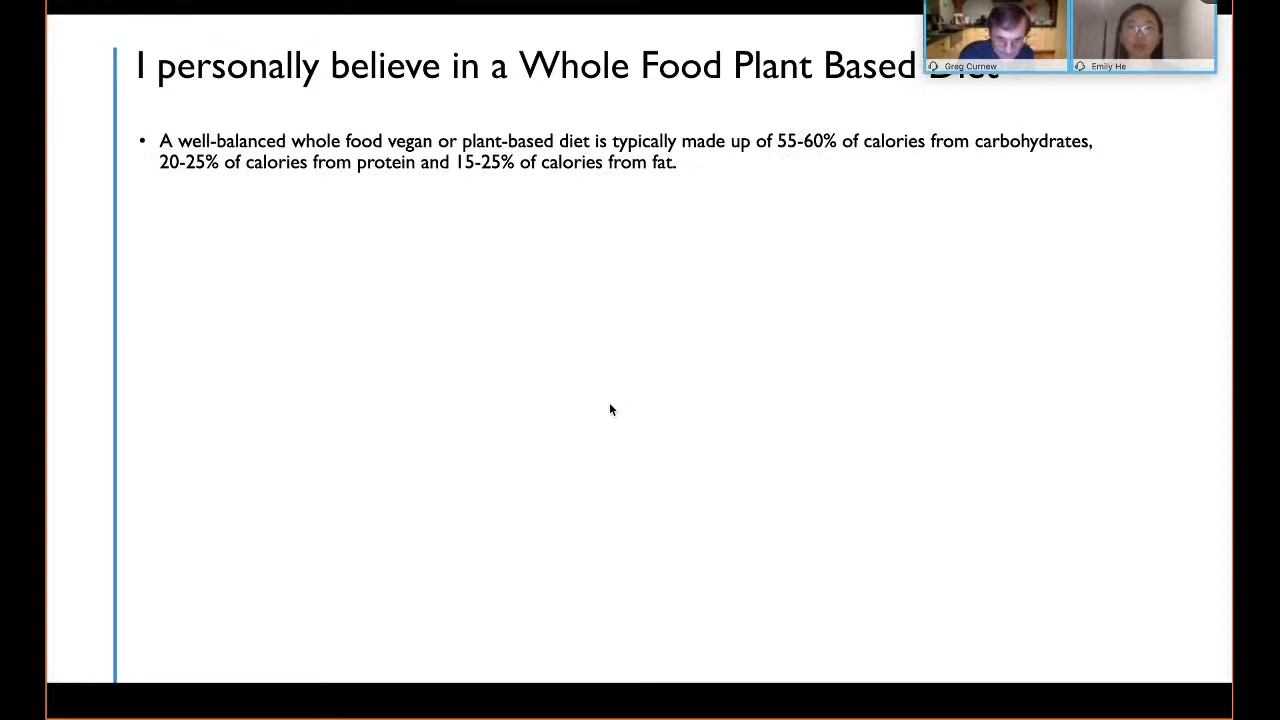 I personally believe in a Whole Food Plant Based Diet
Greg Curnew
Emily He
• A well-balanced whole food vegan or plant-based diet is typically made up of 55-60% of calories from carbohydrates,
20-25% of calories from protein and 15-25% of calories from fat.